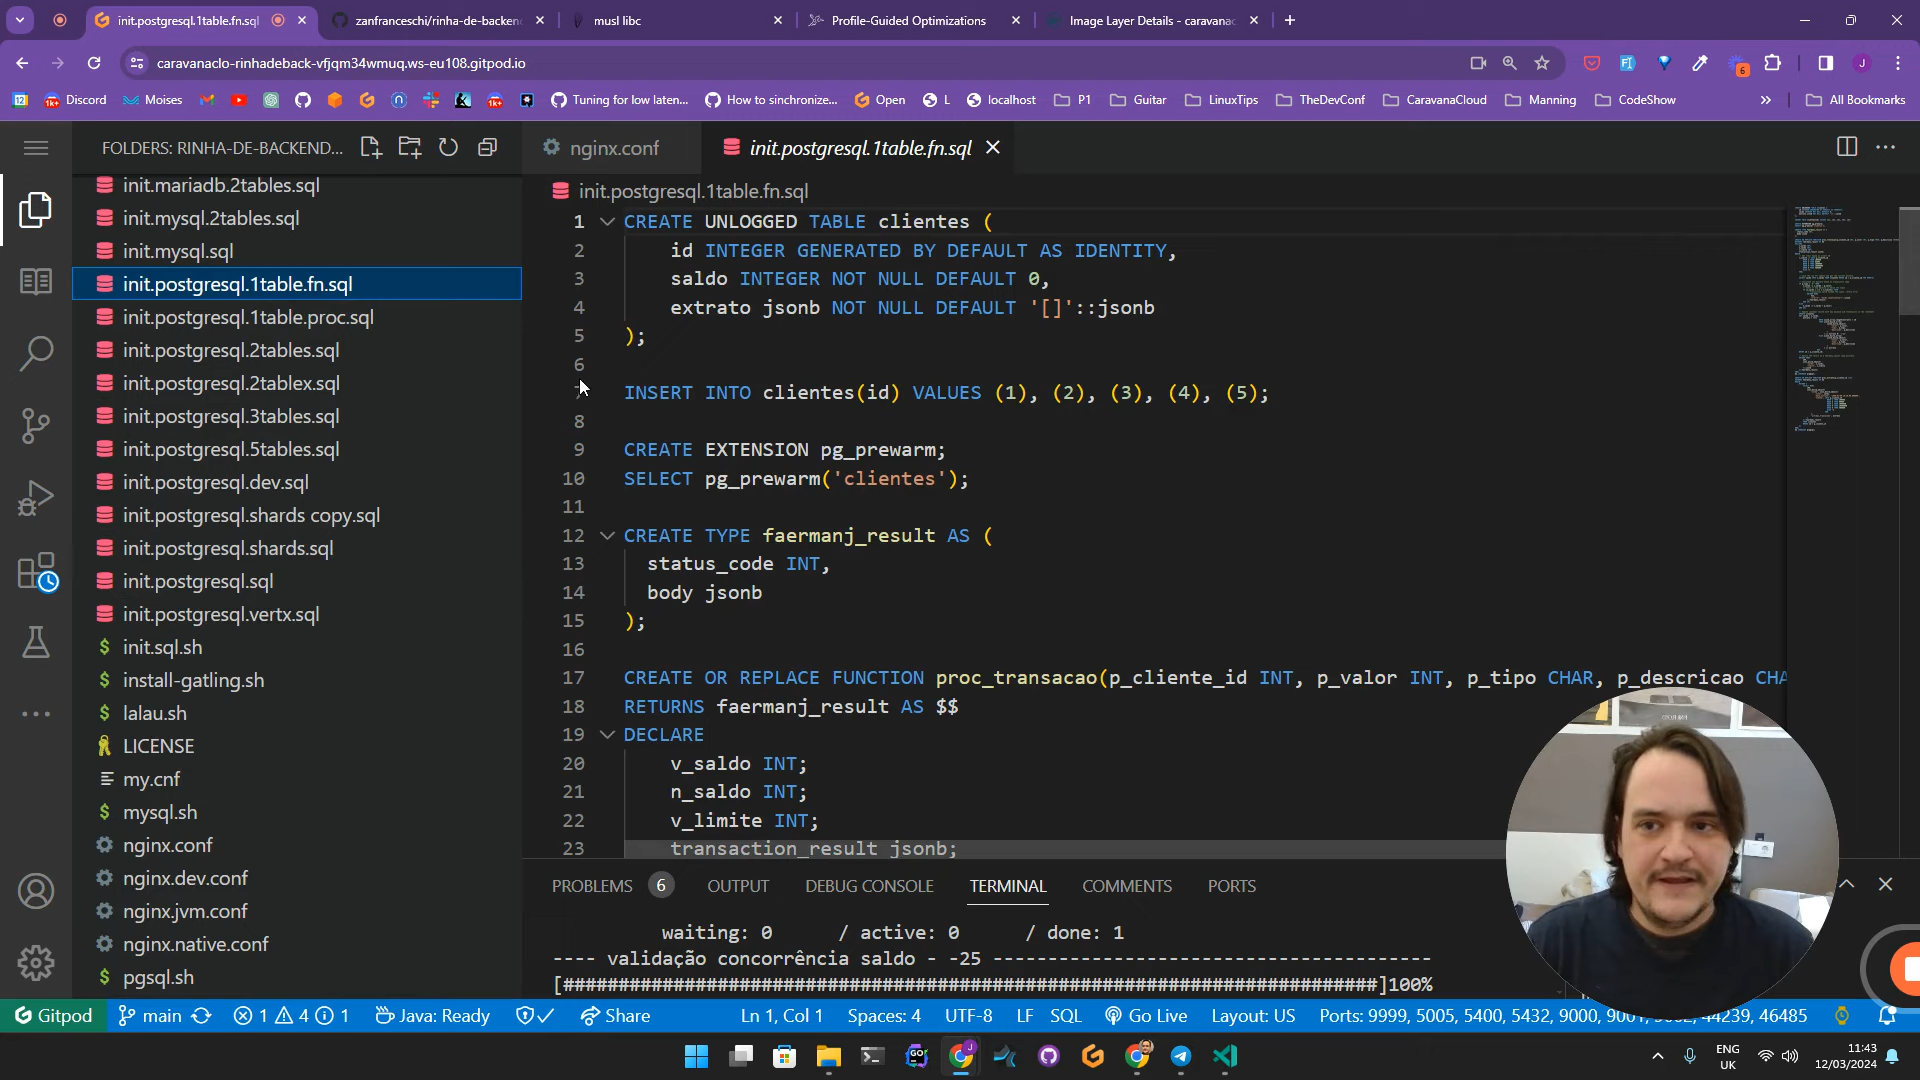 init.postgresql.1table.fn.sql
zanfranceschi/rinha-de-backend
musl libc
Profile-Guided Optimizations
Image Layer Details - caravanac
caravanaclo-rinhadeback-vfjqm34wmuq.ws-eu108.gitpod.io
6
Discord
Moises
Tuning for low laten...
How to sinchronize...
Open
L
localhost
P1
Guitar
LinuxTips
TheDevConf
CaravanaCloud
Manning
CodeShow
All Bookmarks
FOLDERS: RINHA-DE-BACKEND...
nginx.conf
init.postgresql.1table.fn.sql
init.mariadb.2tables.sql
init.mysql.2tables.sql
init.mysql.sql
init.postgresql.1table.fn.sql
init.postgresql.1table.proc.sql
init.postgresql.2tables.sql
init.postgresql.2tablex.sql
init.postgresql.3tables.sql
init.postgresql.5tables.sql
init.postgresql.dev.sql
init.postgresql.shards copy.sql
init.postgresql.shards.sql
init.postgresql.sql
init.postgresql.vertx.sql
init.sql.sh
install-gatling.sh
lalau.sh
LICENSE
my.cnf
mysql.sh
nginx.conf
nginx.dev.conf
nginx.jvm.conf
nginx.native.conf
pgsql.sh
init.postgresql.1table.fn.sql
1 CREATE UNLOGGED TABLE clientes (
2 id INTEGER GENERATED BY DEFAULT AS IDENTITY,
3 saldo INTEGER NOT NULL DEFAULT 0,
4 extrato jsonb NOT NULL DEFAULT '[]'::jsonb
5 );
6
INSERT INTO clientes(id) VALUES (1), (2), (3), (4), (5);
8
9 CREATE EXTENSION pg_prewarm;
10 SELECT pg_prewarm('clientes');
11
12 CREATE TYPE faermanj_result AS (
13 status_code INT,
14 body jsonb
15 );
16
17 CREATE OR REPLACE FUNCTION proc_transacao(p_cliente_id INT, p_valor INT, p_tipo CHAR, p_descricao CHA
18 RETURNS faermanj_result AS $$
19 DECLARE
20 v_saldo INT;
21 n_saldo INT;
22 v_limite INT;
23 transaction_result jsonb;
PROBLEMS 6 OUTPUT DEBUG CONSOLE TERMINAL COMMENTS PORTS
waiting: 0 / active: 0 / done: 1
---- validação concorrência saldo - -25 --------------------------------------
[##########################################################################]100%
Gitpod main 1 4 1 Java: Ready Share Ln 1, Col 1 Spaces: 4 UTF-8 LF SQL Go Live Layout: US Ports: 9999, 5005, 5400, 5432, 9000, 44239, 46485
ENG
UK
11:43
12/03/2024